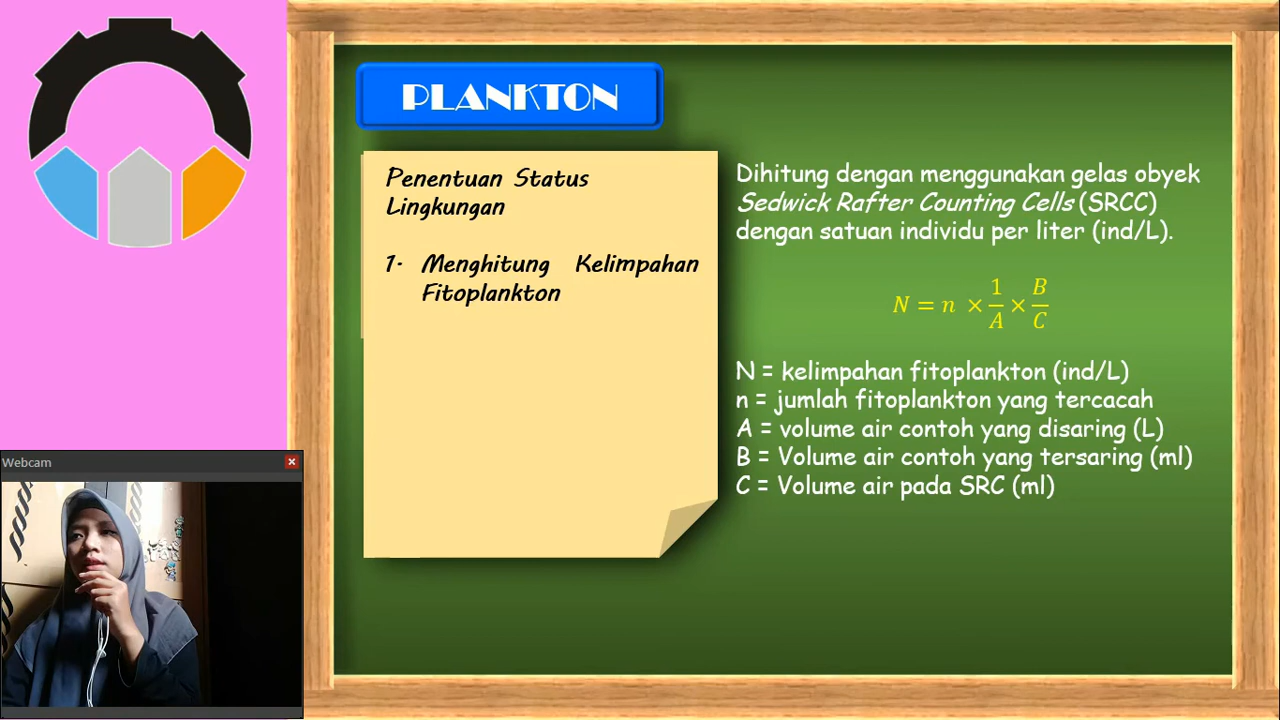 PLANKTON
Penentuan Status
Lingkungan
1. Menghitung Kelimpahan
Fitoplankton
Dihitung dengan menggunakan gelas obyek
Sedwick Rafter Counting Cells (SRCC)
dengan satuan individu per liter (ind/L).
N = n × 1/A × B/C
N = kelimpahan fitoplankton (ind/L)
n = jumlah fitoplankton yang tercacah
A = volume air contoh yang disaring (L)
B = Volume air contoh yang tersaring (ml)
C = Volume air pada SRC (ml)
Webcam